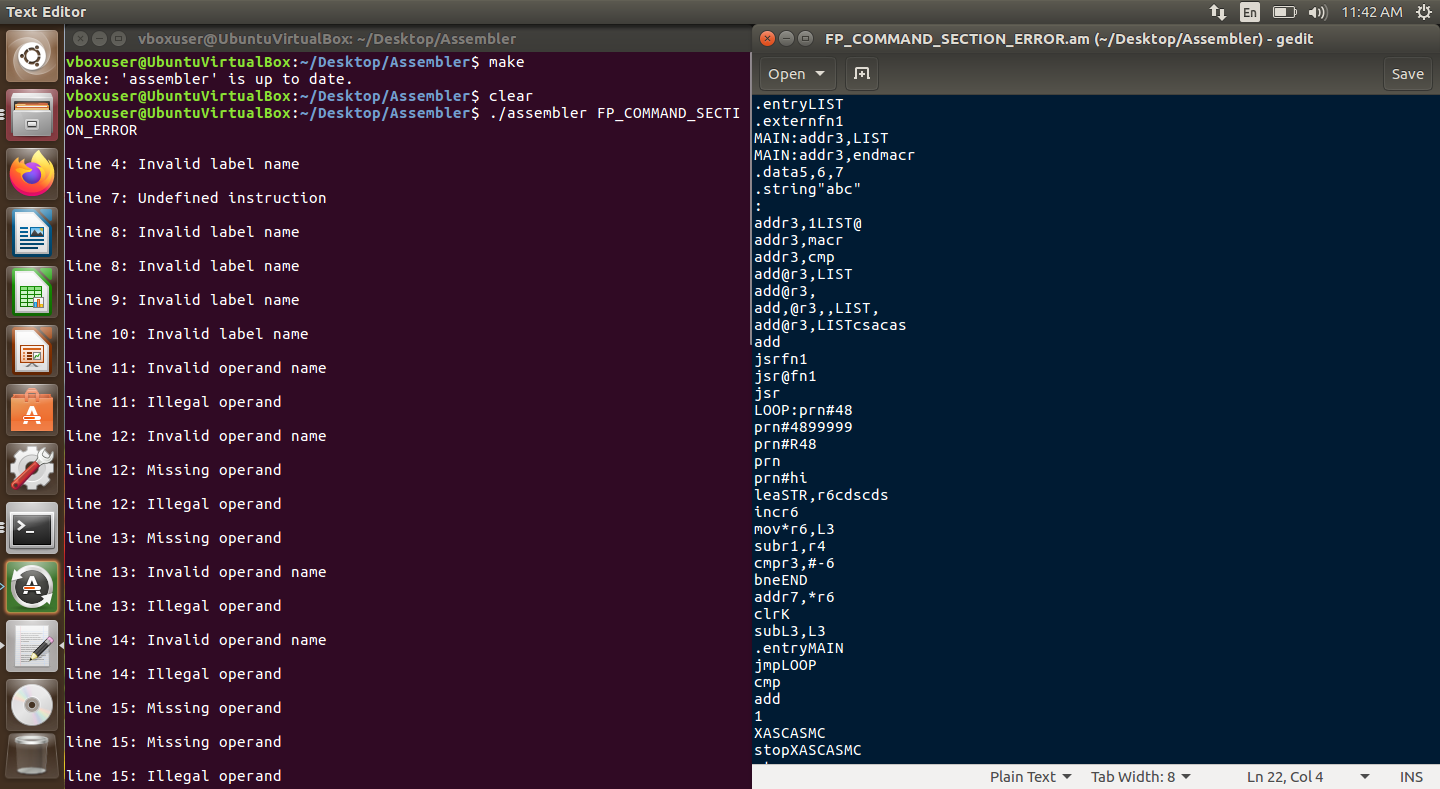 Text Editor
En
11:42 AM
vboxuser@UbuntuVirtualBox: ~/Desktop/Assembler
vboxuser@UbuntuVirtualBox:~/Desktop/Assembler$ make
make: 'assembler' is up to date.
vboxuser@UbuntuVirtualBox:~/Desktop/Assembler$ clear
vboxuser@UbuntuVirtualBox:~/Desktop/Assembler$ ./assembler FP_COMMAND_SECTI
ON_ERROR
line 4: Invalid label name
line 7: Undefined instruction
line 8: Invalid label name
line 8: Invalid label name
line 9: Invalid label name
line 10: Invalid label name
line 11: Invalid operand name
line 11: Illegal operand
line 12: Invalid operand name
line 12: Missing operand
line 12: Illegal operand
line 13: Missing operand
line 13: Invalid operand name
line 13: Illegal operand
line 14: Invalid operand name
line 14: Illegal operand
line 15: Missing operand
line 15: Missing operand
line 15: Illegal operand
FP_COMMAND_SECTION_ERROR.am (~/Desktop/Assembler) - gedit
Open
Save
.entryLIST
.externfn1
MAIN:addr3,LIST
MAIN:addr3,endmacr
.data5,6,7
.string"abc"
:
addr3,1LIST@
addr3,macr
addr3,cmp
add@r3,LIST
add@r3,
add,@r3,,LIST,
add@r3,LISTcsacas
add
jsrfn1
jsr@fn1
jsr
LOOP:prn#48
prn#4899999
prn#R48
prn
prn#hi
leaSTR,r6cdscds
incr6
mov*r6,L3
subr1,r4
cmpr3,#-6
bneEND
addr7,*r6
clrK
subL3,L3
.entryMAIN
jmpLOOP
cmp
add
1
XASCASMC
stopXASCASMC
Plain Text
Tab Width: 8
Ln 22, Col 4
INS